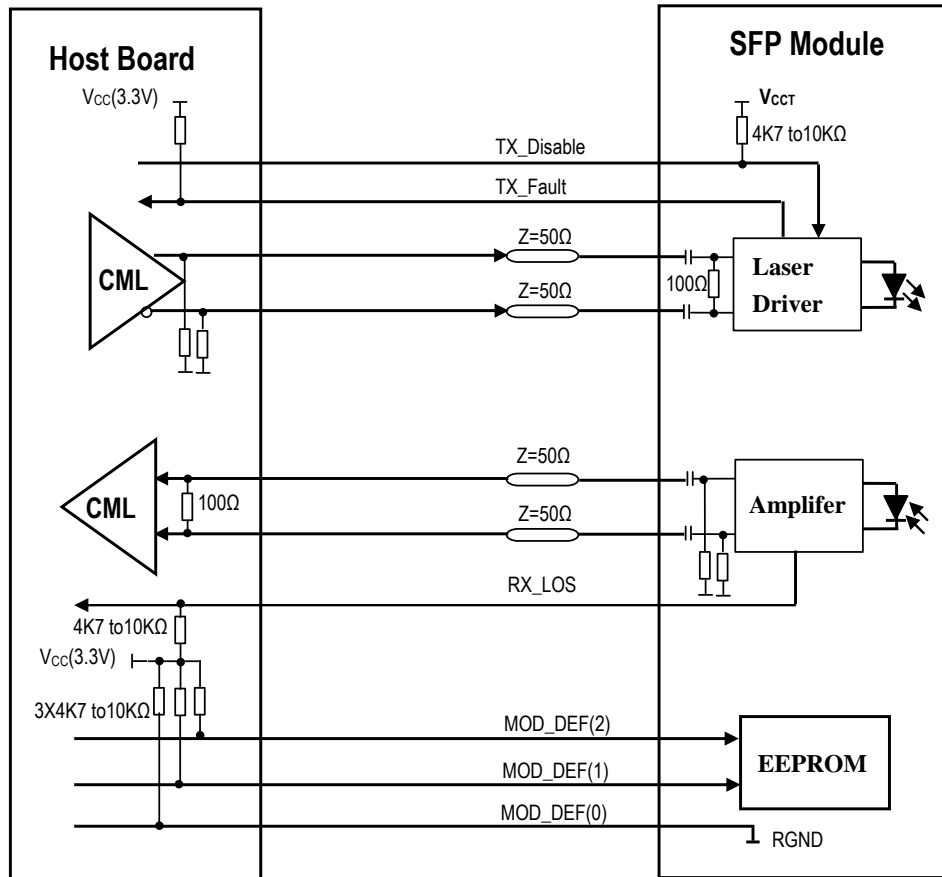 Host Board
SFP Module
VCC(3.3V)
VCCT
4K7 to10KΩ
TX_Disable
TX_Fault
Z=50Ω
CML
100Ω
Laser
Driver
Z=50Ω
Z=50Ω
CML
100Ω
Amplifer
Z=50Ω
RX_LOS
4K7 to10KΩ
VCC(3.3V)
3X4K7 to10KΩ
MOD_DEF(2)
EEPROM
MOD_DEF(1)
MOD_DEF(0)
RGND